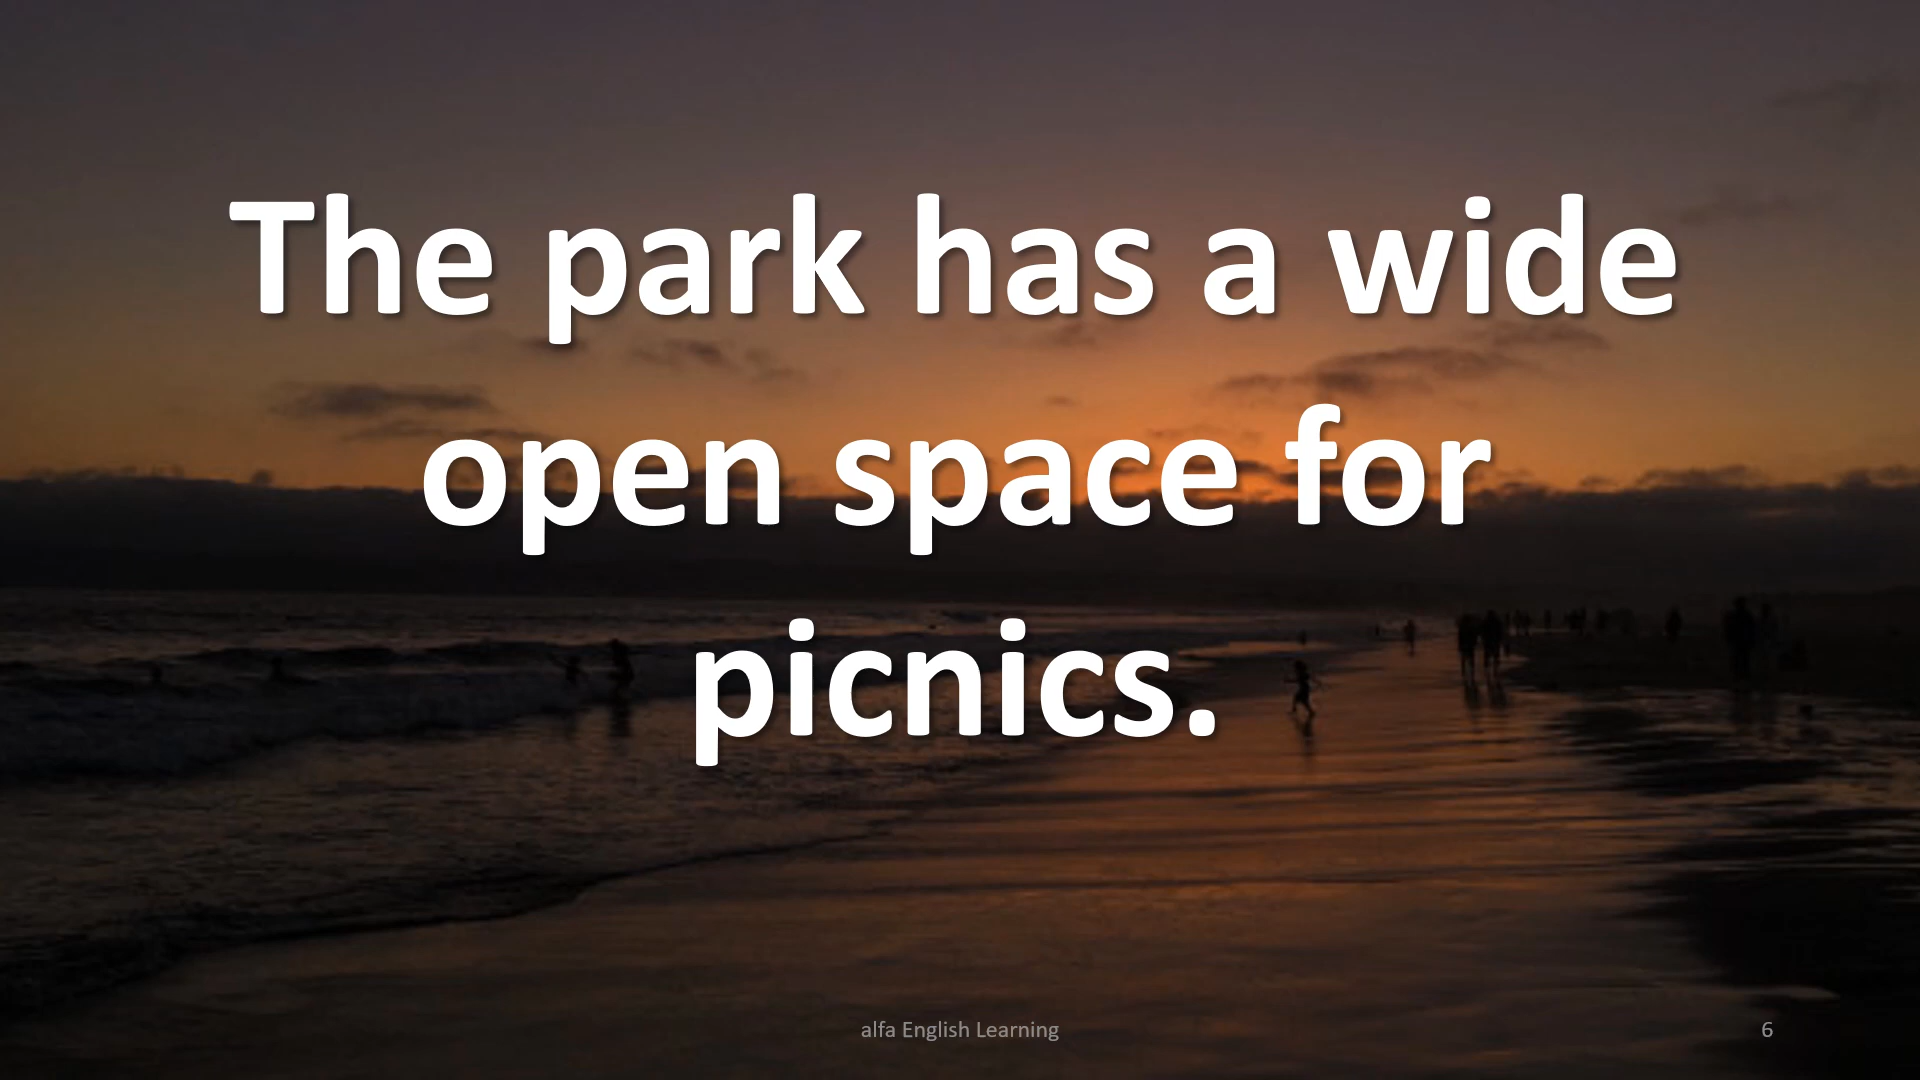 The park has a wide
open space for
picnics.
alfa English Learning
6